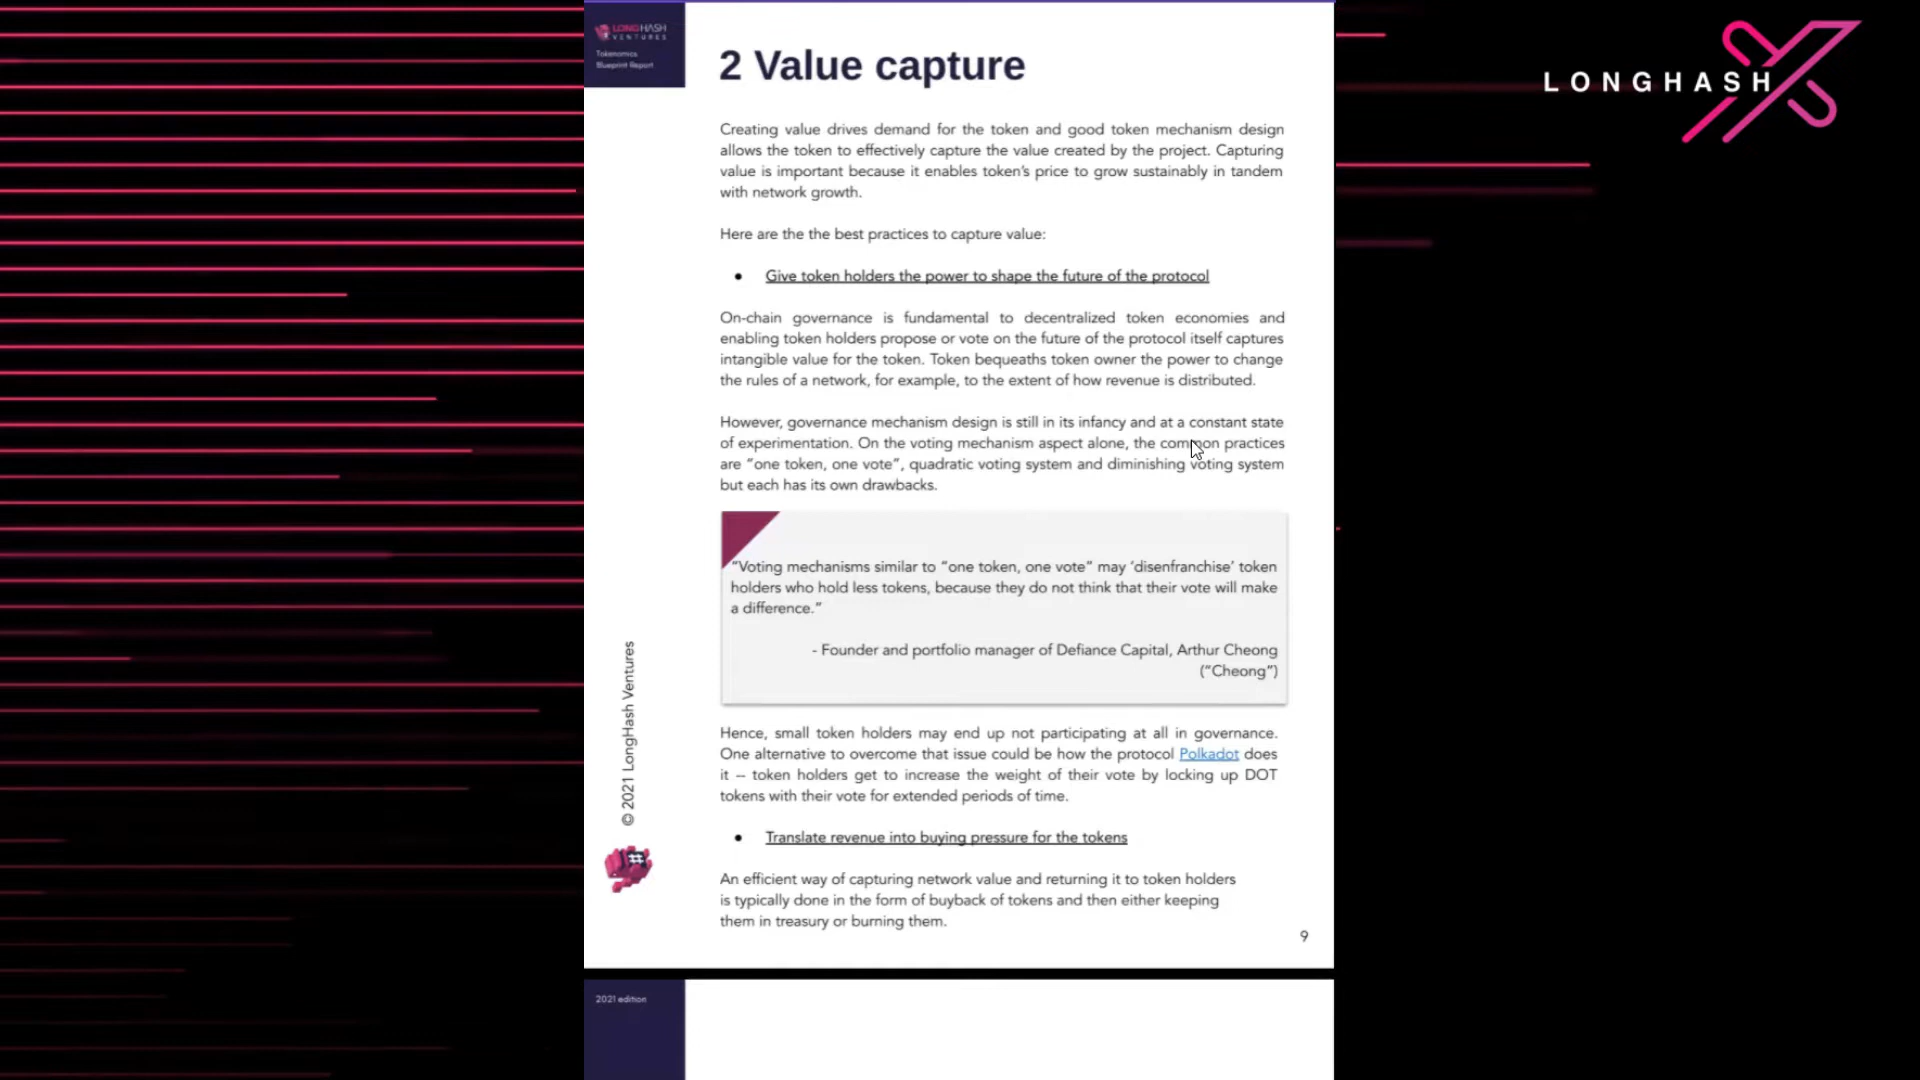 LONGHASH
VENTURES
Tokenomics
Blueprint Report
2 Value capture
LONGHASH
Creating value drives demand for the token and good token mechanism design
allows the token to effectively capture the value created by the project. Capturing
value is important because it enables token's price to grow sustainably in tandem
with network growth.
Here are the the best practices to capture value:
● Give token holders the power to shape the future of the protocol
On-chain governance is fundamental to decentralized token economies and
enabling token holders propose or vote on the future of the protocol itself captures
intangible value for the token. Token bequeaths token owner the power to change
the rules of a network, for example, to the extent of how revenue is distributed.
However, governance mechanism design is still in its infancy and at a constant state
of experimentation. On the voting mechanism aspect alone, the common practices
are “one token, one vote”, quadratic voting system and diminishing voting system
but each has its own drawbacks.
“Voting mechanisms similar to “one token, one vote” may ‘disenfranchise’ token
holders who hold less tokens, because they do not think that their vote will make
a difference.”
- Founder and portfolio manager of Defiance Capital, Arthur Cheong
(“Cheong”)
Hence, small token holders may end up not participating at all in governance.
One alternative to overcome that issue could be how the protocol Polkadot does
it – token holders get to increase the weight of their vote by locking up DOT
tokens with their vote for extended periods of time.
● Translate revenue into buying pressure for the tokens
An efficient way of capturing network value and returning it to token holders
is typically done in the form of buyback of tokens and then either keeping
them in treasury or burning them.
© 2021 LongHash Ventures
9
2021 edition